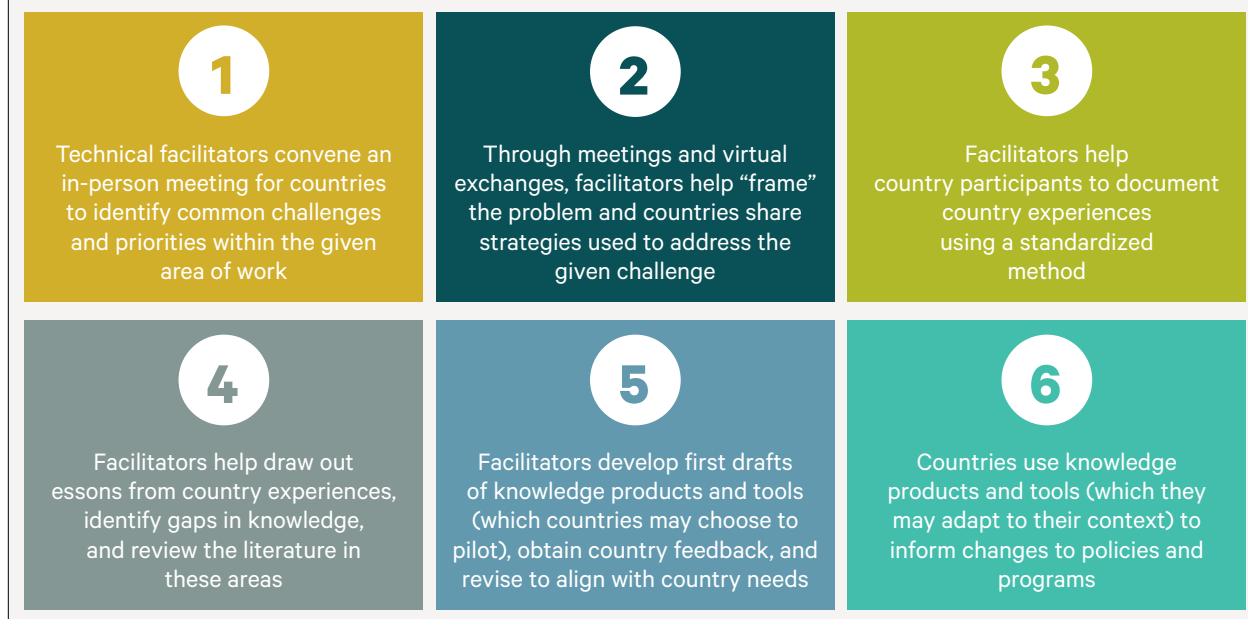 1
Technical facilitators convene an
in-person meeting for countries
to identify common challenges
and priorities within the given
area of work
2
Through meetings and virtual
exchanges, facilitators help “frame”
the problem and countries share
strategies used to address the
given challenge
3
Facilitators help
country participants to document
country experiences
using a standardized
method
4
Facilitators help draw out
essons from country experiences,
identify gaps in knowledge,
and review the literature in
these areas
5
Facilitators develop first drafts
of knowledge products and tools
(which countries may choose to
pilot), obtain country feedback, and
revise to align with country needs
6
Countries use knowledge
products and tools (which they
may adapt to their context) to
inform changes to policies and
programs